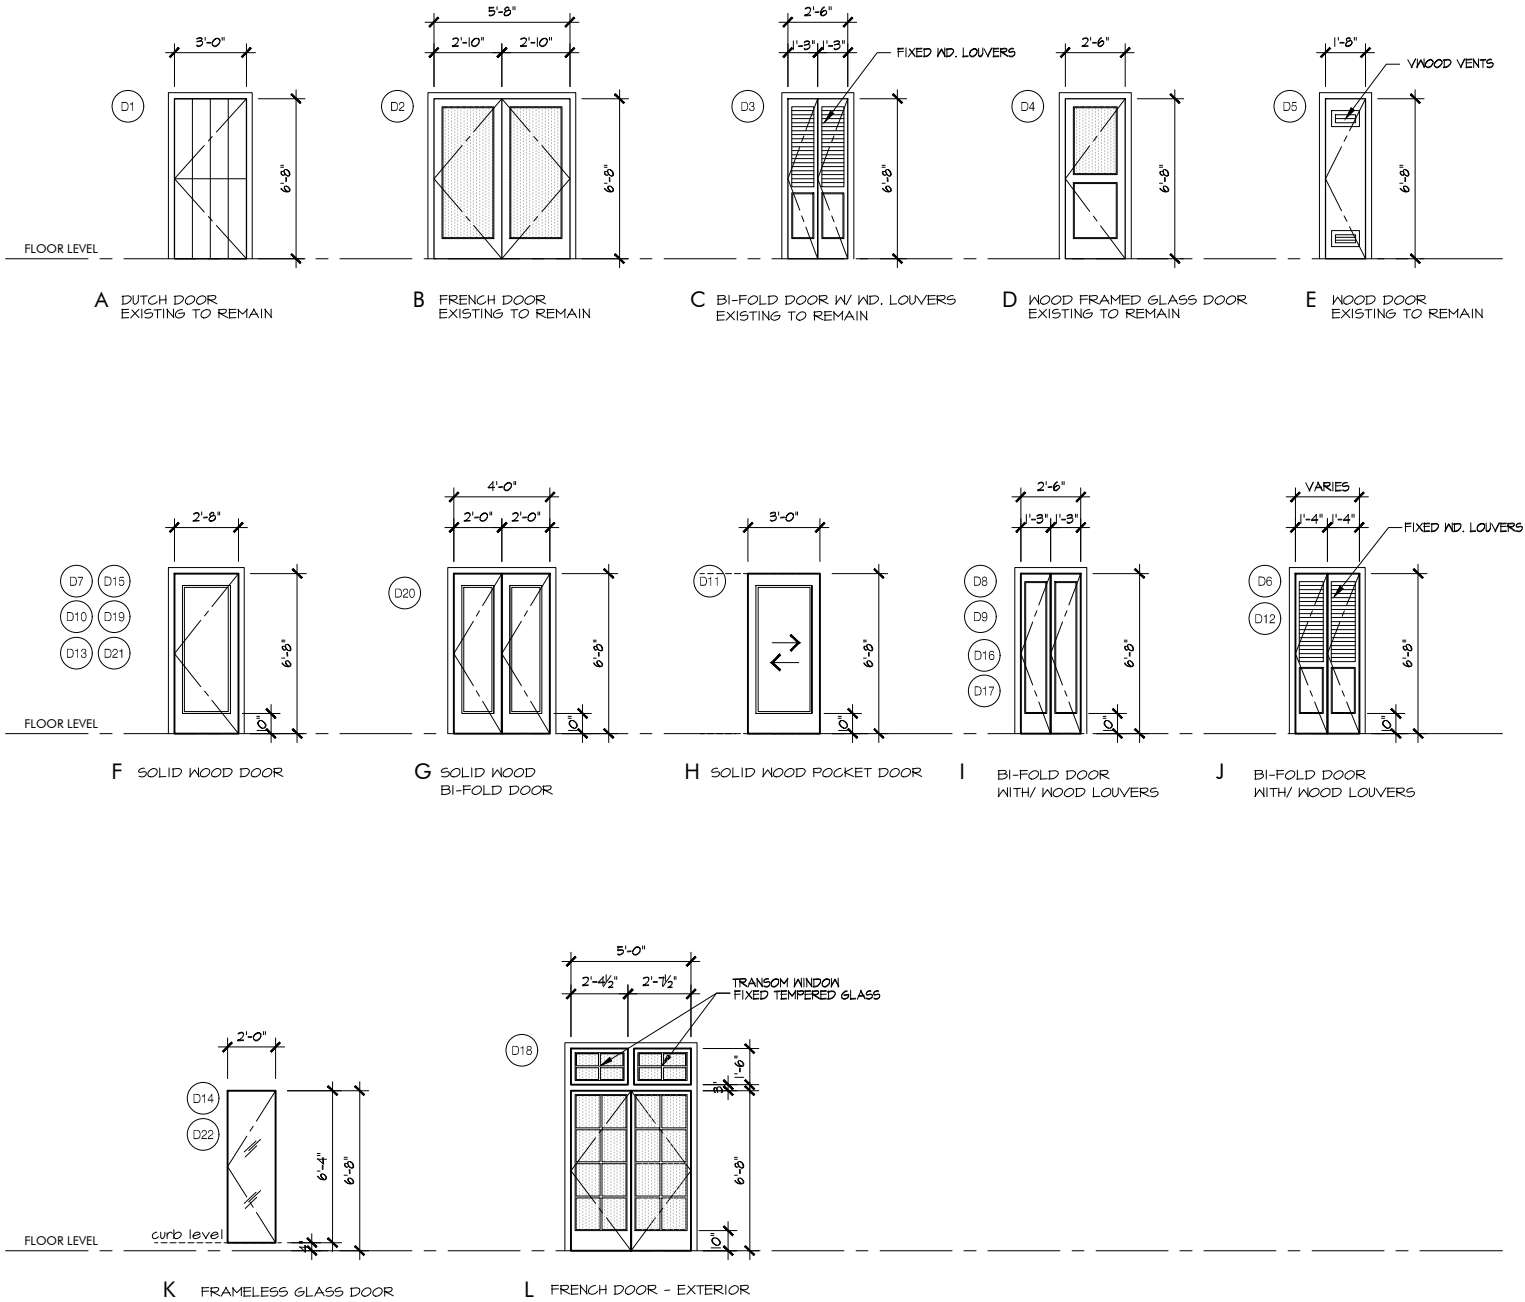 5'-8"
2'-6"
3'-0"
2'-10" 2'-10"
1'-3" 1'-3"
FIXED WD. LOUVERS
2'-6"
1'-8"
VWOOD VENTS
D1
D2
D3
D4
D5
6'-8"
6'-8"
6'-8"
6'-8"
6'-8"
FLOOR LEVEL
A DUTCH DOOR
EXISTING TO REMAIN
B FRENCH DOOR
EXISTING TO REMAIN
C BI-FOLD DOOR W/ WD. LOUVERS
EXISTING TO REMAIN
D WOOD FRAMED GLASS DOOR
EXISTING TO REMAIN
E WOOD DOOR
EXISTING TO REMAIN
4'-0"
2'-6"
VARIES
2'-8"
2'-0" 2'-0"
3'-0"
1'-3" 1'-3"
1'-4" 1'-4"
FIXED WD. LOUVERS
D7 D15
D10 D19
D13 D21
D20
D11
D8
D9
D16
D17
D6
D12
6'-8"
10"
6'-8"
10"
6'-8"
10"
6'-8"
10"
6'-8"
10"
FLOOR LEVEL
F SOLID WOOD DOOR
G SOLID WOOD
BI-FOLD DOOR
H SOLID WOOD POCKET DOOR
I BI-FOLD DOOR
WITH/ WOOD LOUVERS
J BI-FOLD DOOR
WITH/ WOOD LOUVERS
5'-0"
2'-4½" 2'-7½"
TRANSOM WINDOW
FIXED TEMPERED GLASS
2'-0"
D18
D14
D22
1'-6"
3"
6'-4"
6'-8"
6'-8"
10"
4"
curb level
FLOOR LEVEL
K FRAMELESS GLASS DOOR
L FRENCH DOOR - EXTERIOR